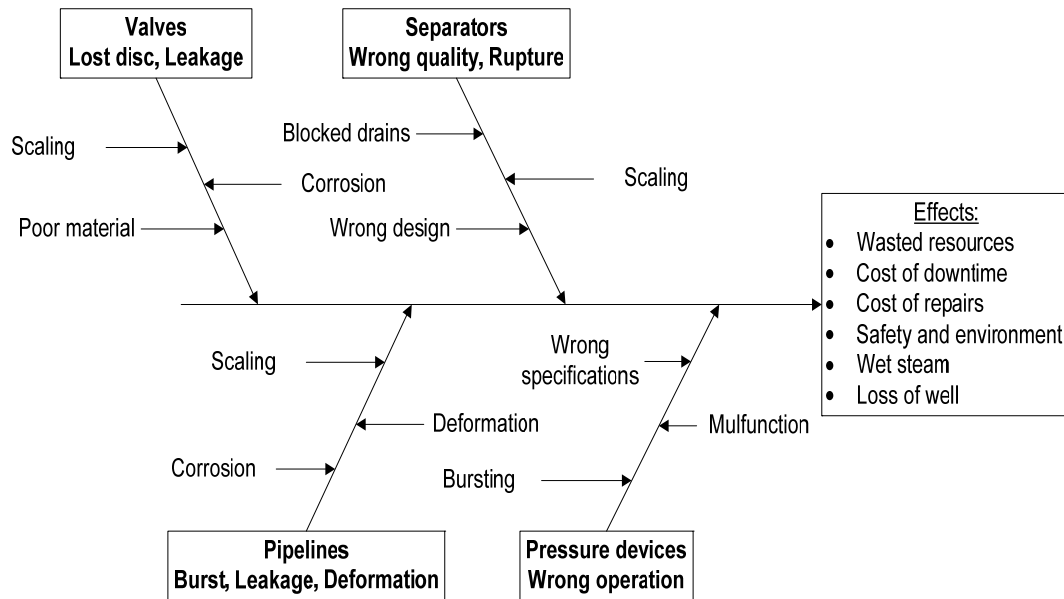 Valves
Lost disc, Leakage
Separators
Wrong quality, Rupture
Scaling
Corrosion
Poor material
Blocked drains
Scaling
Wrong design
Effects:
• Wasted resources
• Cost of downtime
• Cost of repairs
• Safety and environment
• Wet steam
• Loss of well
Scaling
Deformation
Corrosion
Wrong
specifications
Mulfunction
Bursting
Pipelines
Burst, Leakage, Deformation
Pressure devices
Wrong operation